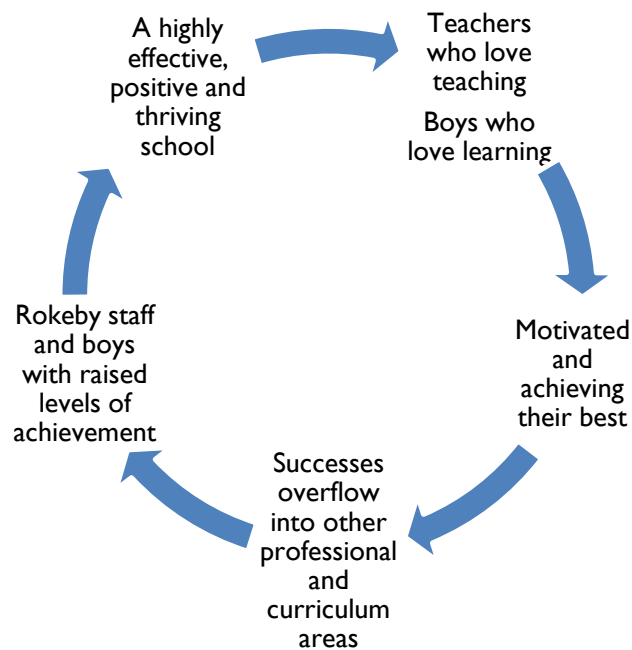 A highly
effective,
positive and
thriving
school
Teachers
who love
teaching
Boys who
love learning
Motivated
and
achieving
their best
Successes
overflow
into other
professional
and
curriculum
areas
Rokeby staff
and boys
with raised
levels of
achievement